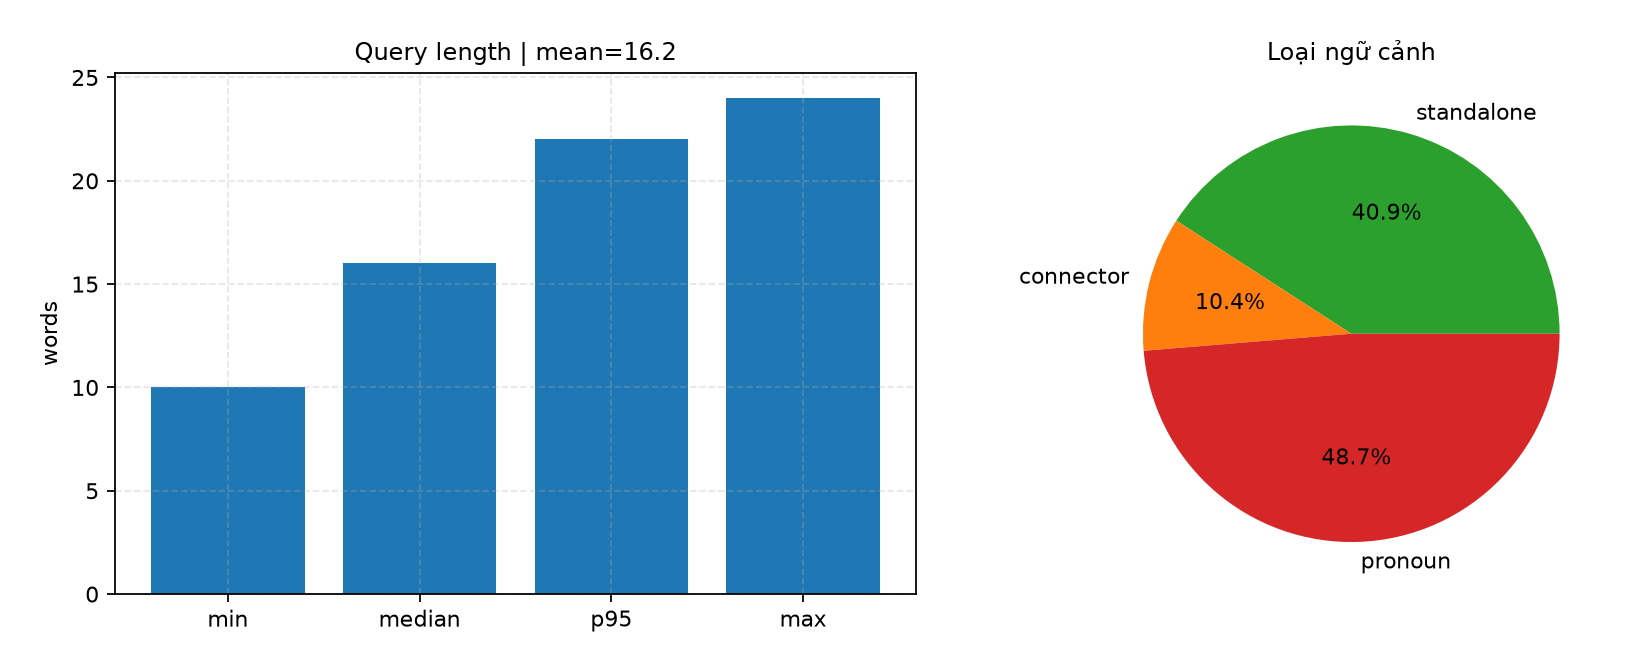 Query length | mean=16.2
25
20
15
10
5
0
words
min
median
p95
max
Loại ngữ cảnh
standalone
40.9%
connector
10.4%
48.7%
pronoun